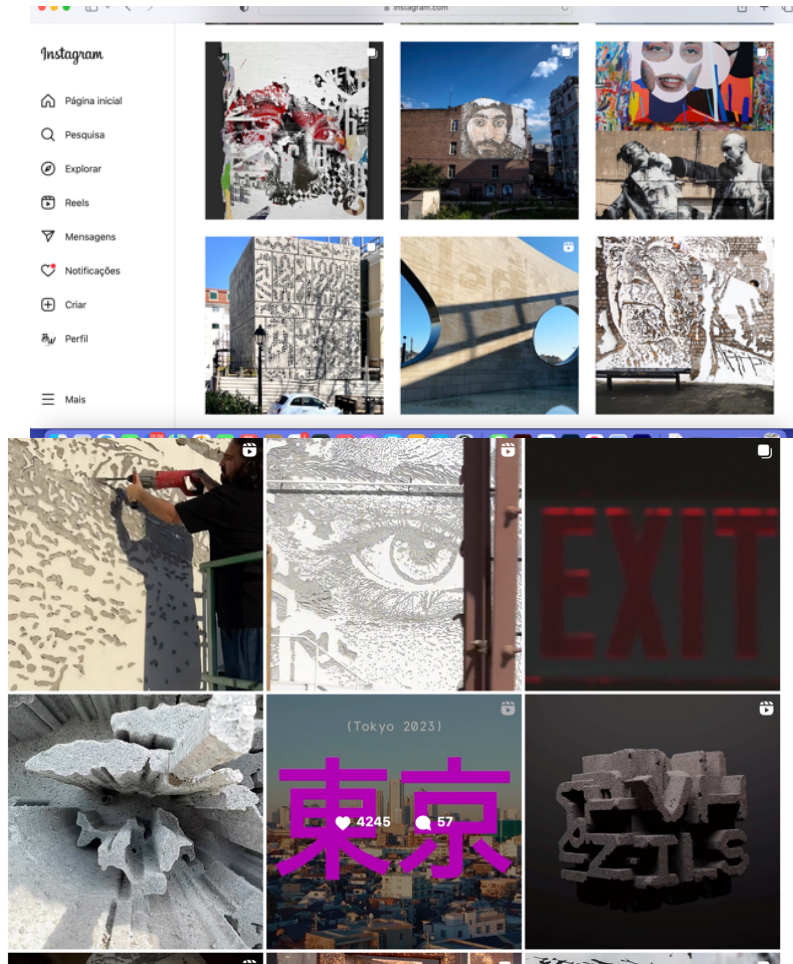 instagram.com
Instagram
Página inicial
Pesquisa
Explorar
Reels
Mensagens
Notificações
Criar
Perfil
Mais
EXIT
(Tokyo 2023)
東京
4245 57
V
Z-ILS